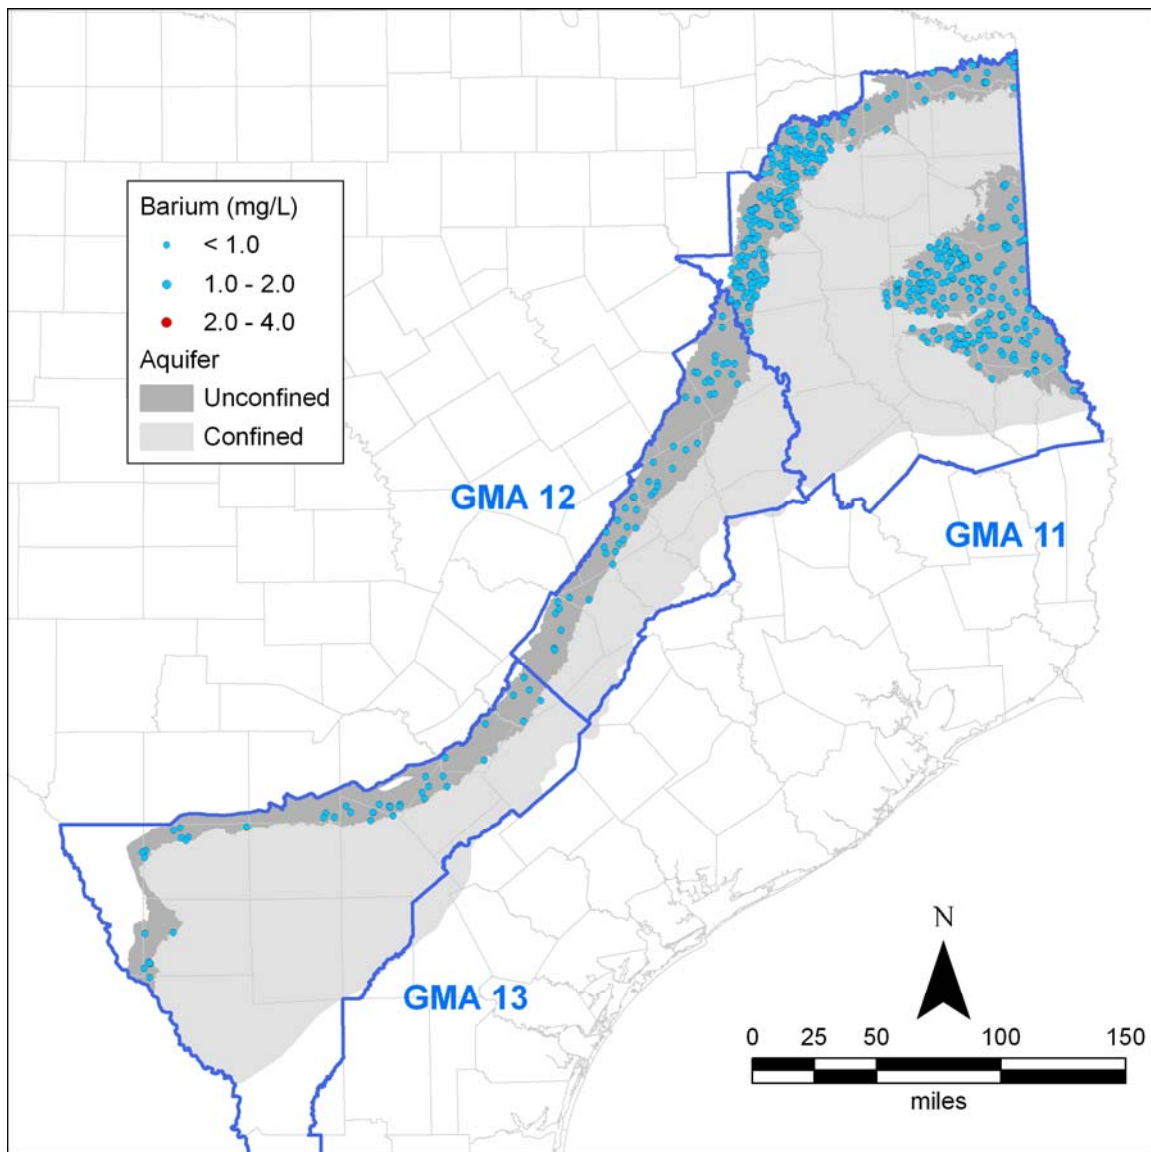 Barium (mg/L)
< 1.0
1.0 - 2.0
2.0 - 4.0
Aquifer
Unconfined
Confined
GMA 12
GMA 11
GMA 13
N
0 25 50 100 150
miles